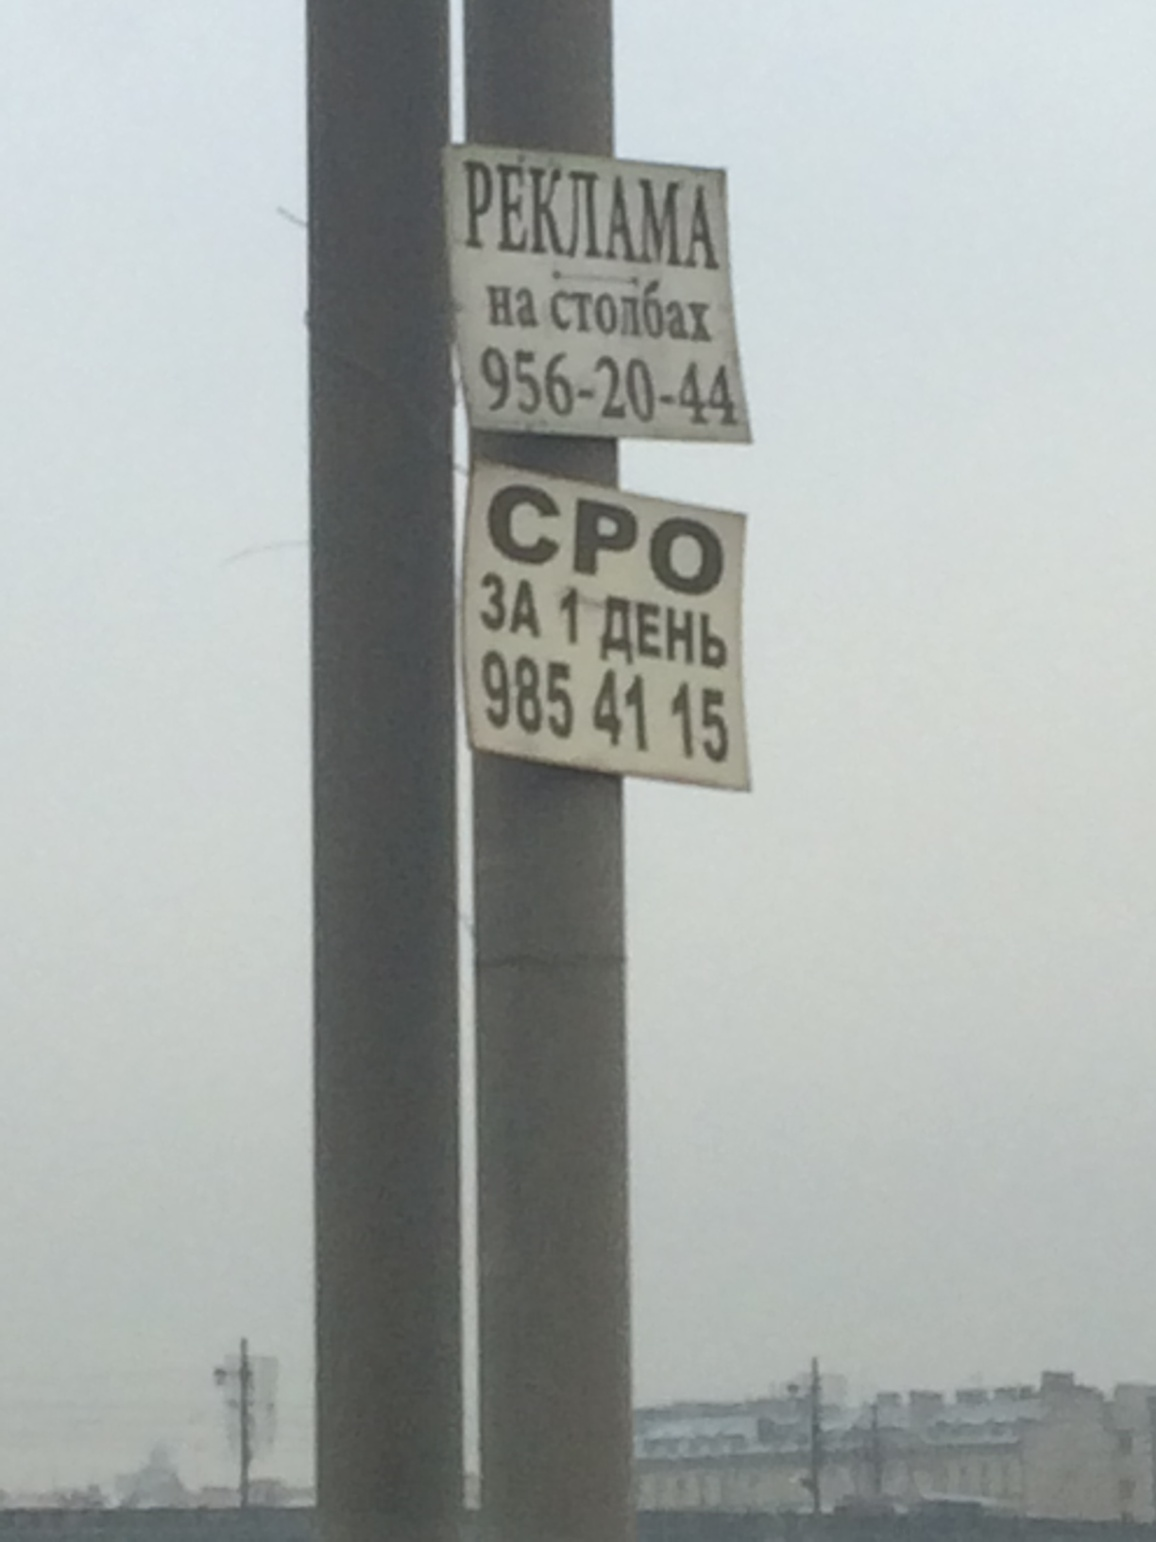 РЕКЛАМА
на столбах
956-20-44
СРО
ЗА 1 ДЕНЬ
985 41 15